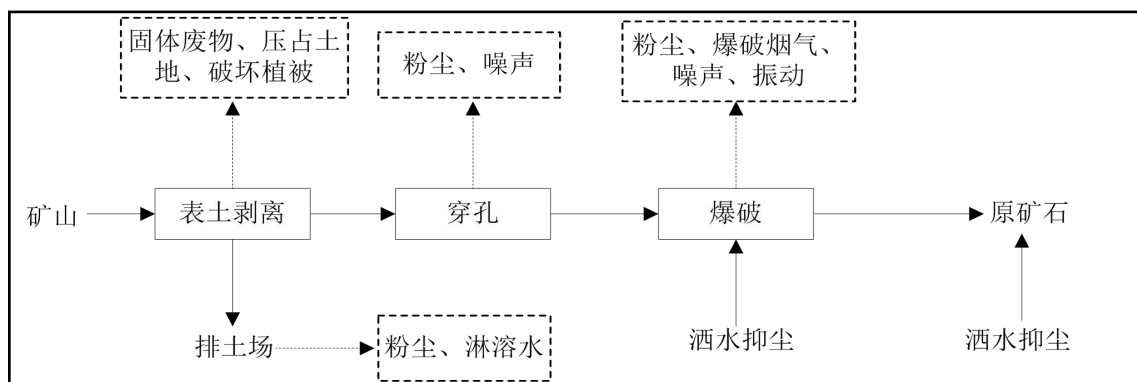 固体废物、压占土
地、破坏植被
粉尘、噪声
粉尘、爆破烟气、
噪声、振动
矿山
表土剥离
穿孔
爆破
原矿石
排土场
粉尘、淋溶水
洒水抑尘
洒水抑尘